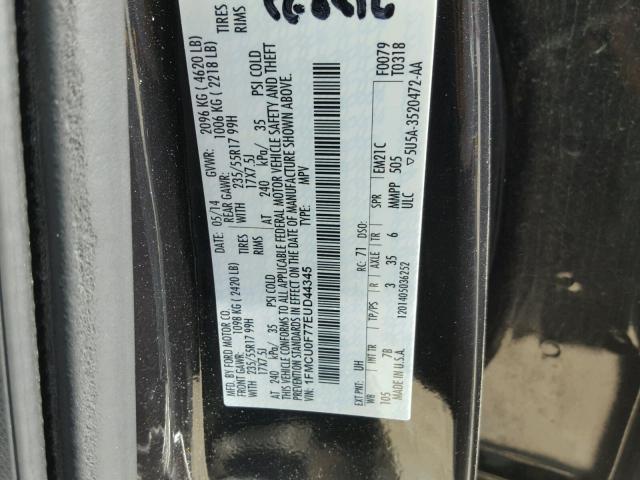 MFD. BY FORD MOTOR CO.
DATE: 05/14 GVWR: 2096 KG ( 4620 LB)
FRONT GAWR: 1098 KG ( 2420 LB) REAR GAWR: 1006 KG ( 2218 LB)
235/55R17 99H TIRES WITH 235/55R17 99H TIRES
17X7.5J RIMS 17X7.5J RIMS
AT 240 kPa/ 35 PSI COLD AT 240 kPa/ 35 PSI COLD
THIS VEHICLE CONFORMS TO ALL APPLICABLE FEDERAL MOTOR VEHICLE SAFETY AND THEFT
PREVENTION STANDARDS IN EFFECT ON THE DATE OF MANUFACTURE SHOWN ABOVE.
VIN: 1FMCU0F77EUD44345 TYPE: MPV
EXT PNT: UH RC: 71 DSO: F0079
WB INT TR TP/PS R AXLE TR SPR EM21C T0318
105 7B 3 35 6 MMPP 505
MADE IN U.S.A. 1201405036252 ULC 5U5A-3520472-AA
TIRES
RIMS